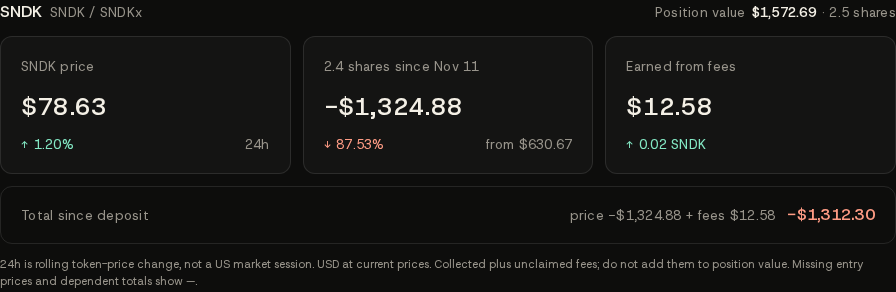 SNDK SNDK / SNDKx Position value $1,572.69 · 2.5 shares
SNDK price 2.4 shares since Nov 11 Earned from fees
$78.63 −$1,324.88 $12.58
↑ 1.20% 24h ↓ 87.53% from $630.67 ↑ 0.02 SNDK
Total since deposit price −$1,324.88 + fees $12.58 −$1,312.30
24h is rolling token-price change, not a US market session. USD at current prices. Collected plus unclaimed fees; do not add them to position value. Missing entry
prices and dependent totals show —.